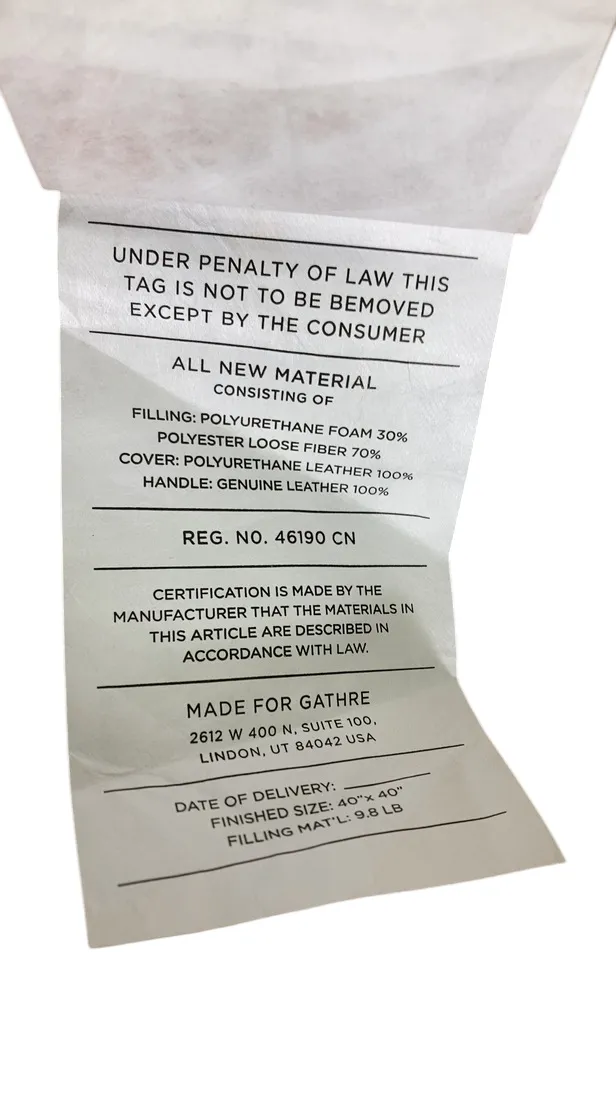 UNDER PENALTY OF LAW THIS
TAG IS NOT TO BE BEMOVED
EXCEPT BY THE CONSUMER
ALL NEW MATERIAL
CONSISTING OF
FILLING: POLYURETHANE FOAM 30%
POLYESTER LOOSE FIBER 70%
COVER: POLYURETHANE LEATHER 100%
HANDLE: GENUINE LEATHER 100%
REG. NO. 46190 CN
CERTIFICATION IS MADE BY THE
MANUFACTURER THAT THE MATERIALS IN
THIS ARTICLE ARE DESCRIBED IN
ACCORDANCE WITH LAW.
MADE FOR GATHRE
2612 W 400 N, SUITE 100,
LINDON, UT 84042 USA
DATE OF DELIVERY:
FINISHED SIZE: 40"x 40"
FILLING MAT'L: 9.8 LB